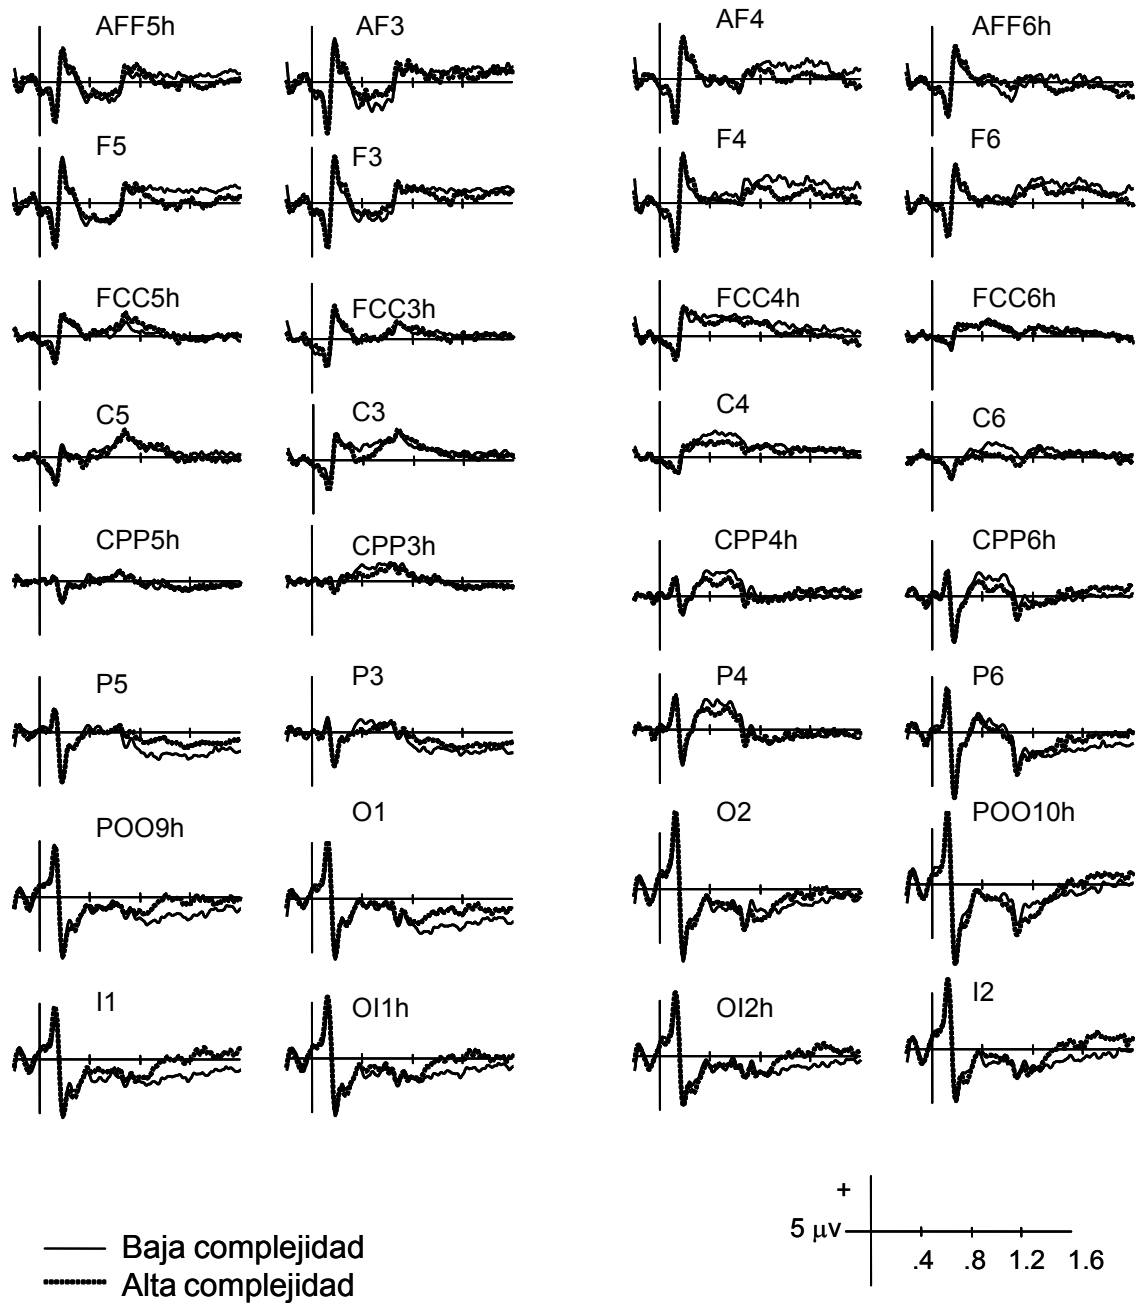 AFF5h AF3 AF4 AFF6h
F5 F3 F4 F6
FCC5h FCC3h FCC4h FCC6h
C5 C3 C4 C6
CPP5h CPP3h CPP4h CPP6h
P5 P3 P4 P6
POO9h O1 O2 POO10h
I1 OI1h OI2h I2
+
5 μv
.4 .8 1.2 1.6
Baja complejidad
Alta complejidad